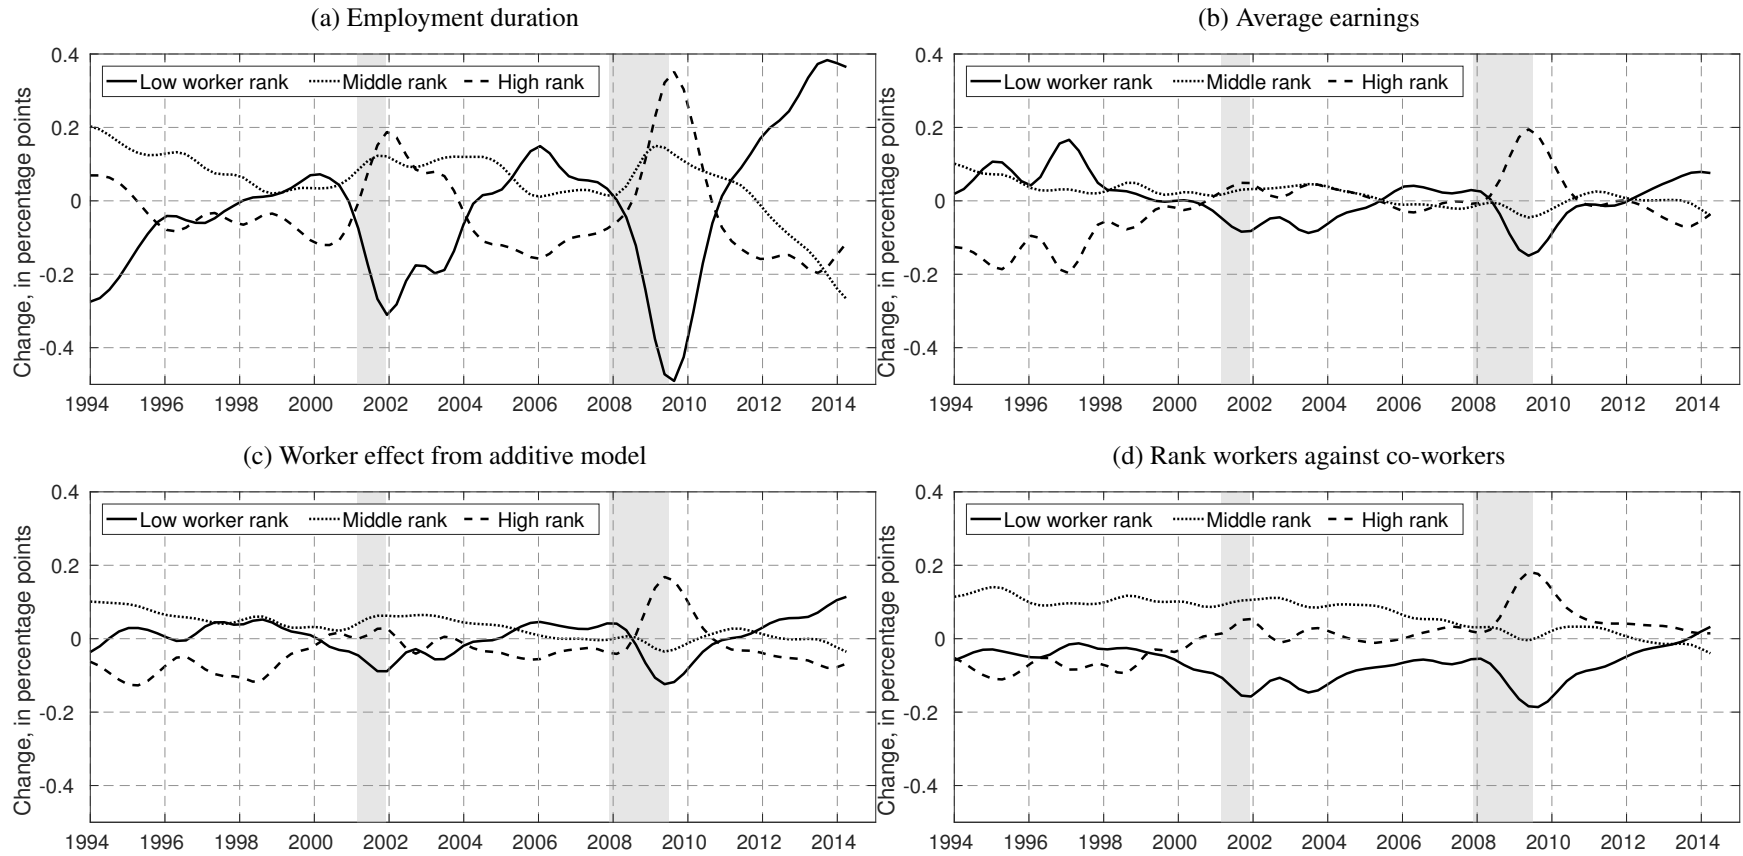 (a) Employment duration
Low worker rank Middle rank High rank
Change, in percentage points
0.4
0.2
0
-0.2
-0.4
1994 1996 1998 2000 2002 2004 2006 2008 2010 2012 2014
(b) Average earnings
Low worker rank Middle rank High rank
Change, in percentage points
0.4
0.2
0
-0.2
-0.4
1994 1996 1998 2000 2002 2004 2006 2008 2010 2012 2014
(c) Worker effect from additive model
Low worker rank Middle rank High rank
Change, in percentage points
0.4
0.2
0
-0.2
-0.4
1994 1996 1998 2000 2002 2004 2006 2008 2010 2012 2014
(d) Rank workers against co-workers
Low worker rank Middle rank High rank
Change, in percentage points
0.4
0.2
0
-0.2
-0.4
1994 1996 1998 2000 2002 2004 2006 2008 2010 2012 2014